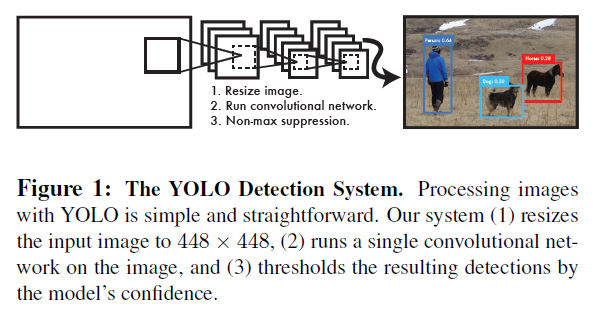 1. Resize image.
2. Run convolutional network.
3. Non-max suppression.
Person: 0.64
Horse: 0.28
Dog: 0.30
Figure 1: The YOLO Detection System. Processing images
with YOLO is simple and straightforward. Our system (1) resizes
the input image to 448 × 448, (2) runs a single convolutional net-
work on the image, and (3) thresholds the resulting detections by
the model's confidence.